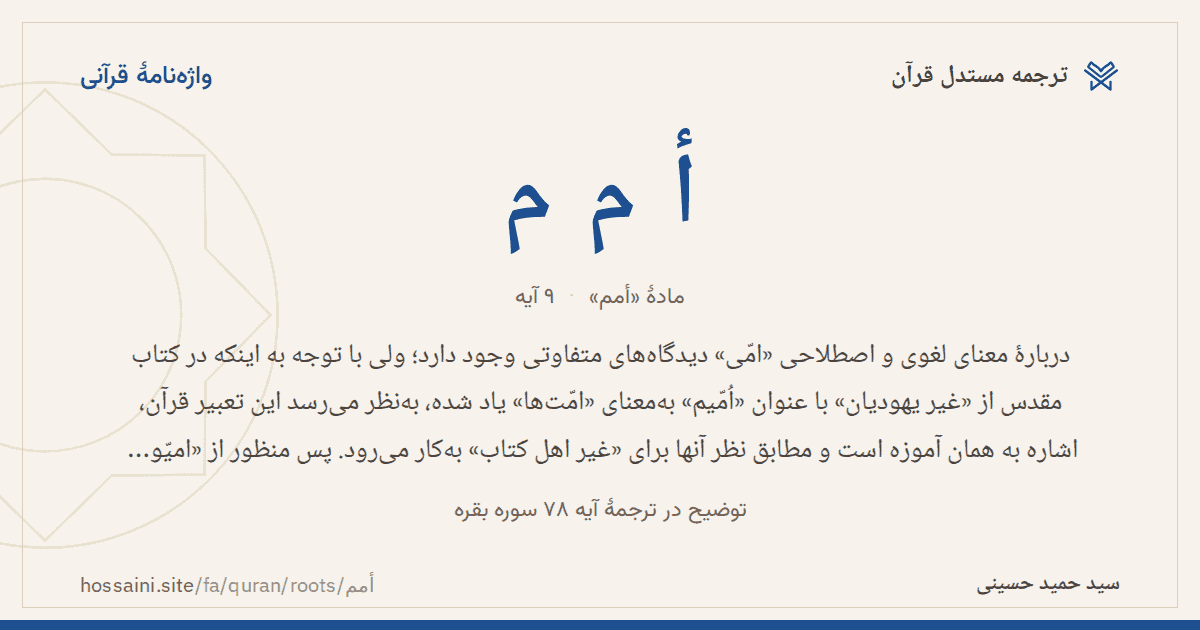 ترجمه مستدل قرآن
واژه‌نامهٔ قرآنی
أ م م
مادهٔ «أمم» · ۹ آیه
دربارهٔ معنای لغوی و اصطلاحی «امّی» دیدگاه‌های متفاوتی وجود دارد؛ ولی با توجه به اینکه در کتاب
مقدس از «غیر یهودیان» با عنوان «اُمّیم» به‌معنای «امّت‌ها» یاد شده، به‌نظر می‌رسد این تعبیر قرآن،
اشاره به همان آموزه است و مطابق نظر آنها برای «غیر اهل کتاب» به‌کار می‌رود. پس منظور از «امیّو...
توضیح در ترجمهٔ آیه ۷۸ سوره بقره
سید حمید حسینی
hossaini.site/fa/quran/roots/أمم